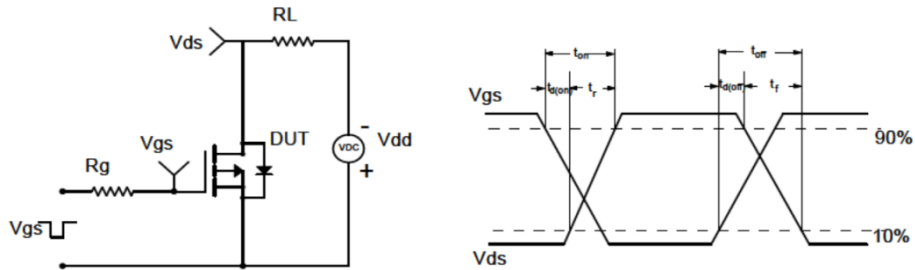 RL
Vds
Vgs
DUT
-
VDC
Vdd
+
Rg
Vgs
ton
toff
td(on)
tr
td(off)
tf
Vgs
90%
10%
Vds